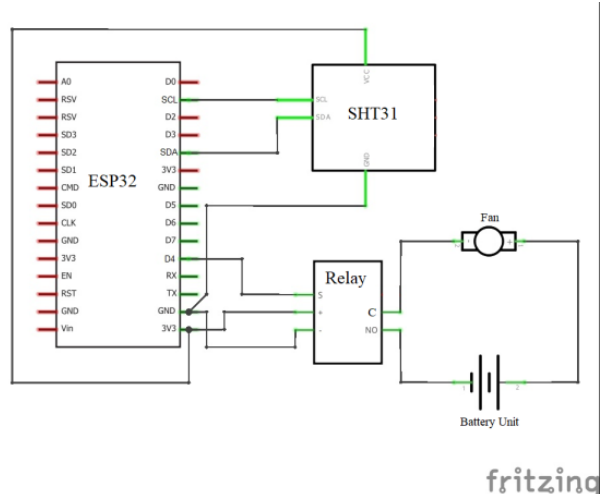 VCC
A0 D0
RSV SCL SCL
RSV D2 SDA SHT31
SD3 D3
SD2 SDA
SD1 3V3 GND
CMD ESP32 GND
SD0 D5
CLK D6 Fan
GND D7
3V3 D4
EN RX Relay
RST TX S
GND GND + C
Vin 3V3 - NO
Battery Unit
fritzing